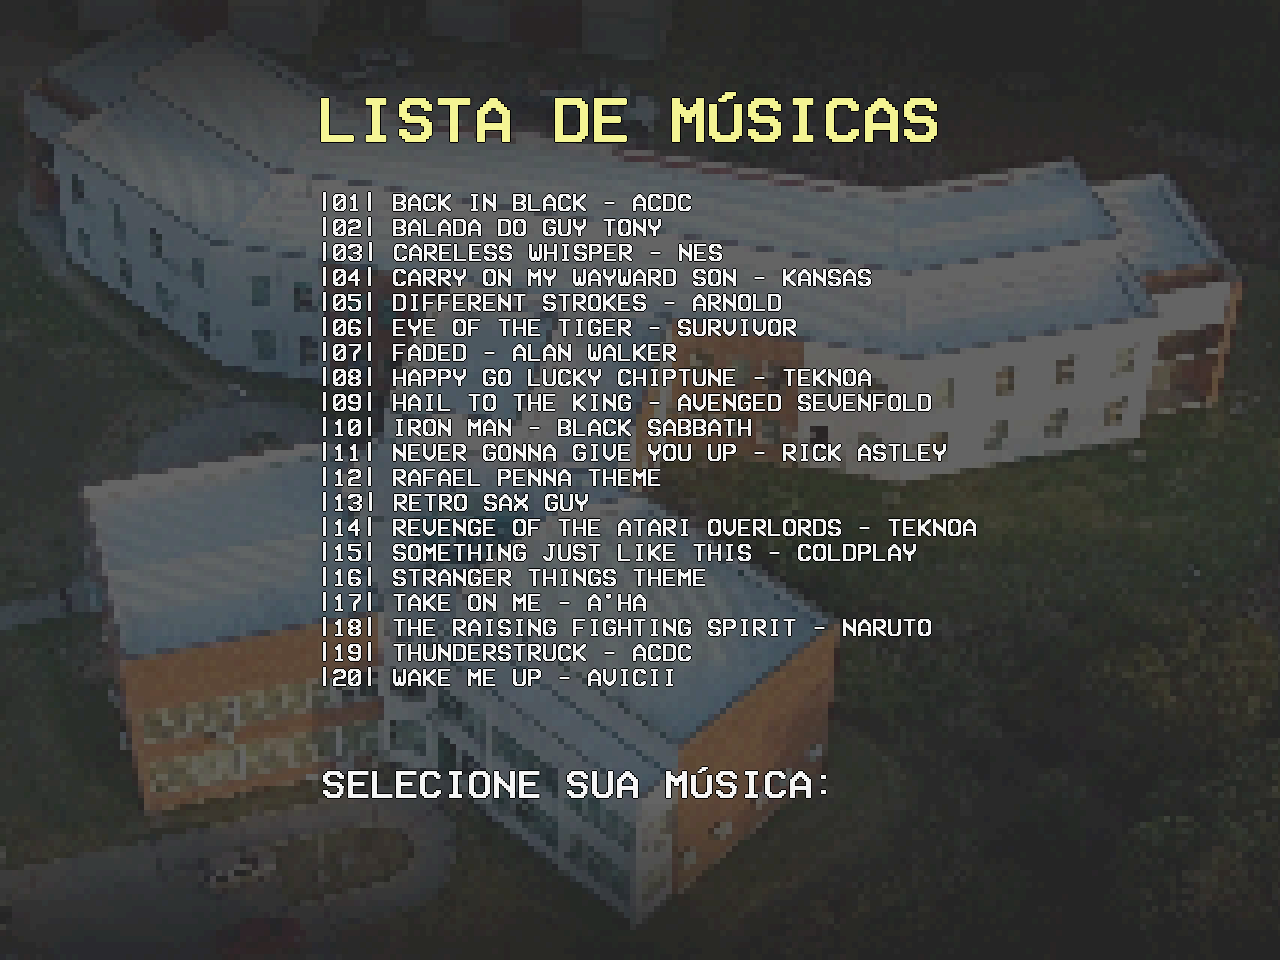 LISTA DE MÚSICAS
|01| BACK IN BLACK - ACDC
|02| BALADA DO GUY TONY
|03| CARELESS WHISPER - NES
|04| CARRY ON MY WAYWARD SON - KANSAS
|05| DIFFERENT STROKES - ARNOLD
|06| EYE OF THE TIGER - SURVIVOR
|07| FADED - ALAN WALKER
|08| HAPPY GO LUCKY CHIPTUNE - TEKNOA
|09| HAIL TO THE KING - AVENGED SEVENFOLD
|10| IRON MAN - BLACK SABBATH
|11| NEVER GONNA GIVE YOU UP - RICK ASTLEY
|12| RAFAEL PENNA THEME
|13| RETRO SAX GUY
|14| REVENGE OF THE ATARI OVERLORDS - TEKNOA
|15| SOMETHING JUST LIKE THIS - COLDPLAY
|16| STRANGER THINGS THEME
|17| TAKE ON ME - A'HA
|18| THE RAISING FIGHTING SPIRIT - NARUTO
|19| THUNDERSTRUCK - ACDC
|20| WAKE ME UP - AVICII
SELECIONE SUA MÚSICA: